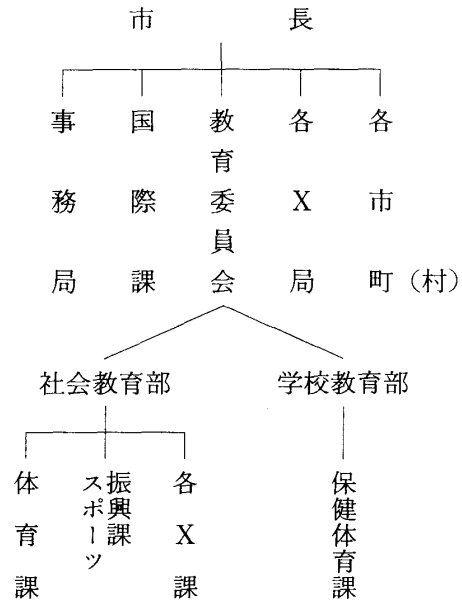 市長
事務局
国際課
教育委員会
各X局
各市町（村）
社会教育部
学校教育部
体育課
スポーツ
振興課
各X課
保健体育課